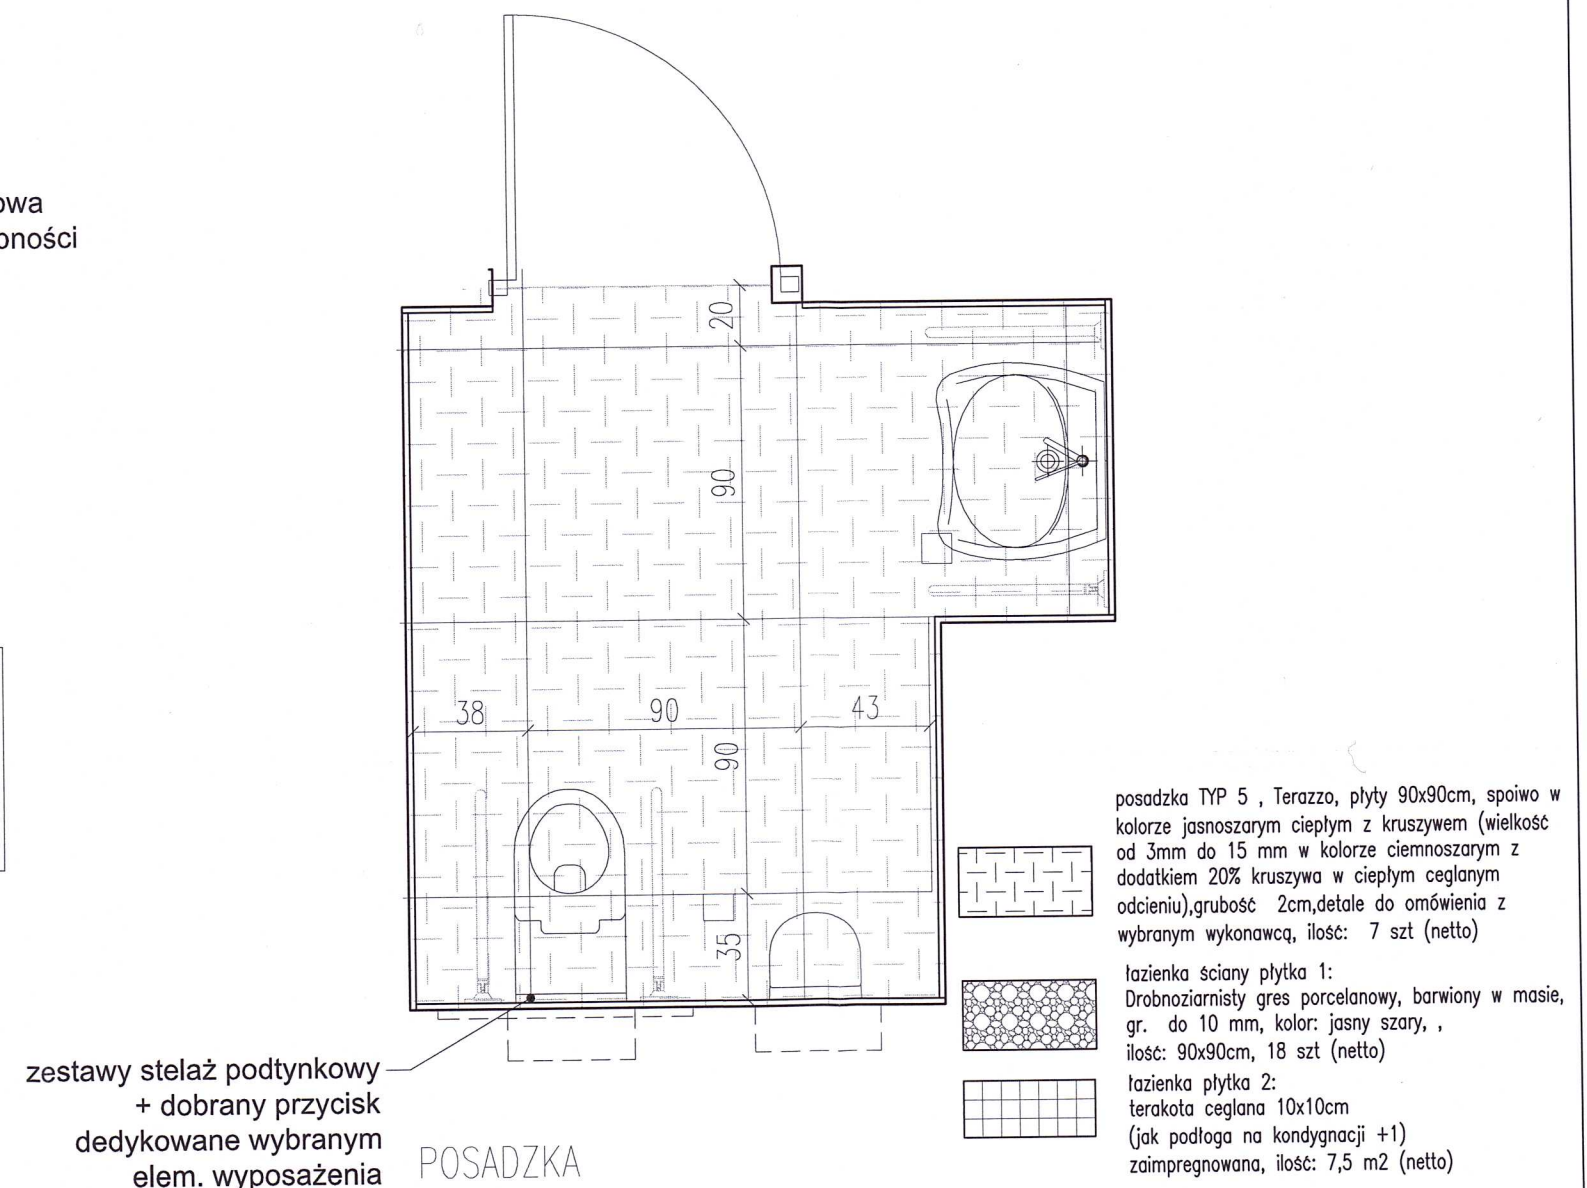 owa
oności
20
90
38
90
43
90
35
posadzka TYP 5 , Terazzo, płyty 90x90cm, spoiwo w
kolorze jasnoszarym ciepłym z kruszywem (wielkość
od 3mm do 15 mm w kolorze ciemnoszarym z
dodatkiem 20% kruszywa w ciepłym ceglanym
odcieniu),grubość 2cm,detale do omówienia z
wybranym wykonawcą, ilość: 7 szt (netto)
łazienka ściany płytka 1:
Drobnoziarnisty gres porcelanowy, barwiony w masie,
gr. do 10 mm, kolor: jasny szary, ,
ilość: 90x90cm, 18 szt (netto)
łazienka płytka 2:
terakota ceglana 10x10cm
(jak podłoga na kondygnacji +1)
zaimpregnowana, ilość: 7,5 m2 (netto)
zestawy stelaż podtynkowy
+ dobrany przycisk
dedykowane wybranym
elem. wyposażenia
POSADZKA